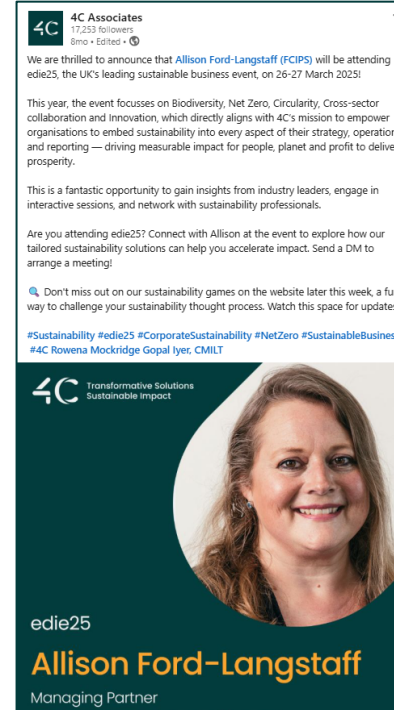 4C
4C Associates
17,253 followers
8mo • Edited •
We are thrilled to announce that Allison Ford-Langstaff (FCIPS) will be attending
edie25, the UK's leading sustainable business event, on 26-27 March 2025!
This year, the event focusses on Biodiversity, Net Zero, Circularity, Cross-sector
collaboration and Innovation, which directly aligns with 4C's mission to empower
organisations to embed sustainability into every aspect of their strategy, operation
and reporting — driving measurable impact for people, planet and profit to delive
prosperity.
This is a fantastic opportunity to gain insights from industry leaders, engage in
interactive sessions, and network with sustainability professionals.
Are you attending edie25? Connect with Allison at the event to explore how our
tailored sustainability solutions can help you accelerate impact. Send a DM to
arrange a meeting!
🔍 Don't miss out on our sustainability games on the website later this week, a fu
way to challenge your sustainability thought process. Watch this space for update
#Sustainability #edie25 #CorporateSustainability #NetZero #SustainableBusines
#4C Rowena Mockridge Gopal Iyer, CMILT
4C Transformative Solutions
Sustainable Impact
edie25
Allison Ford-Langstaff
Managing Partner